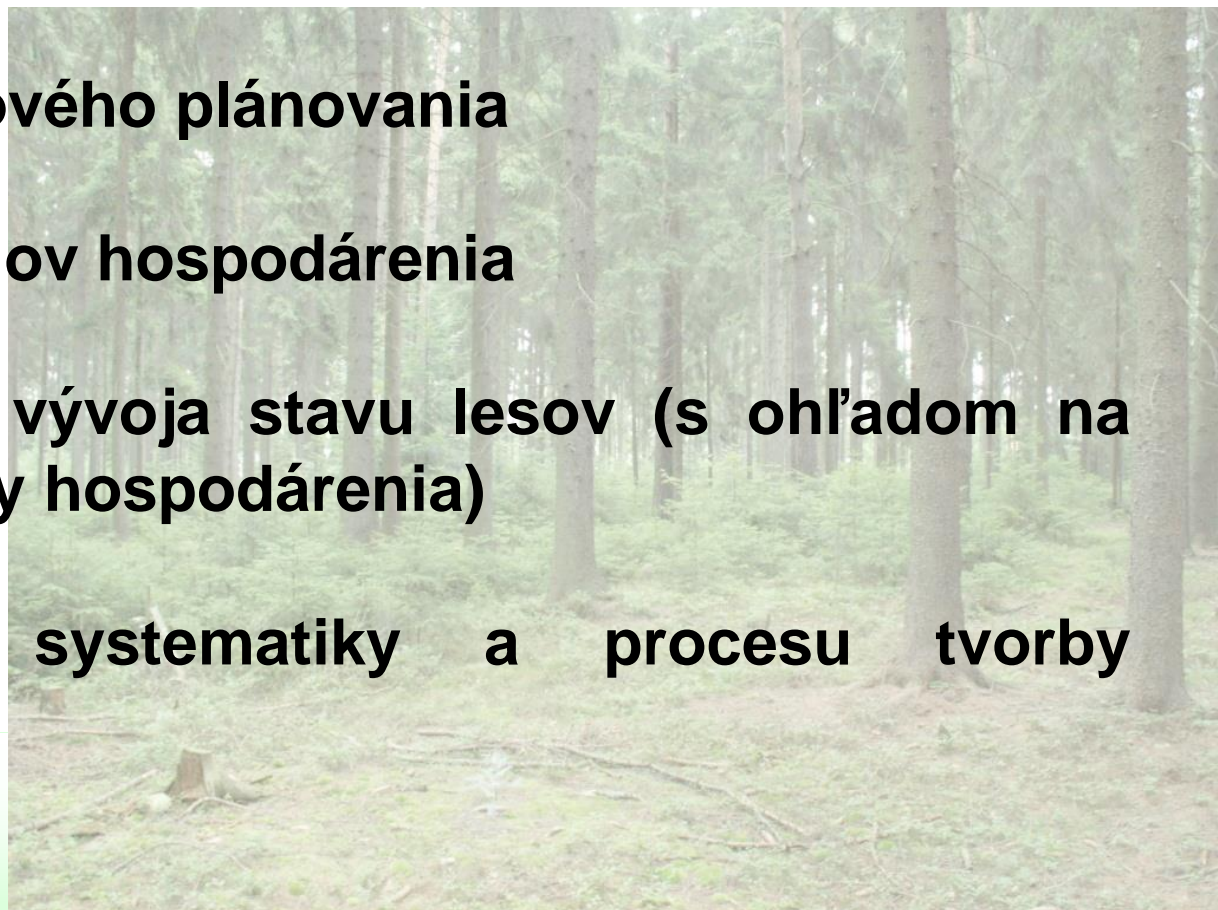 ového plánovania
ov hospodárenia
vývoja stavu lesov (s ohľadom na
y hospodárenia)
systematiky a procesu tvorby